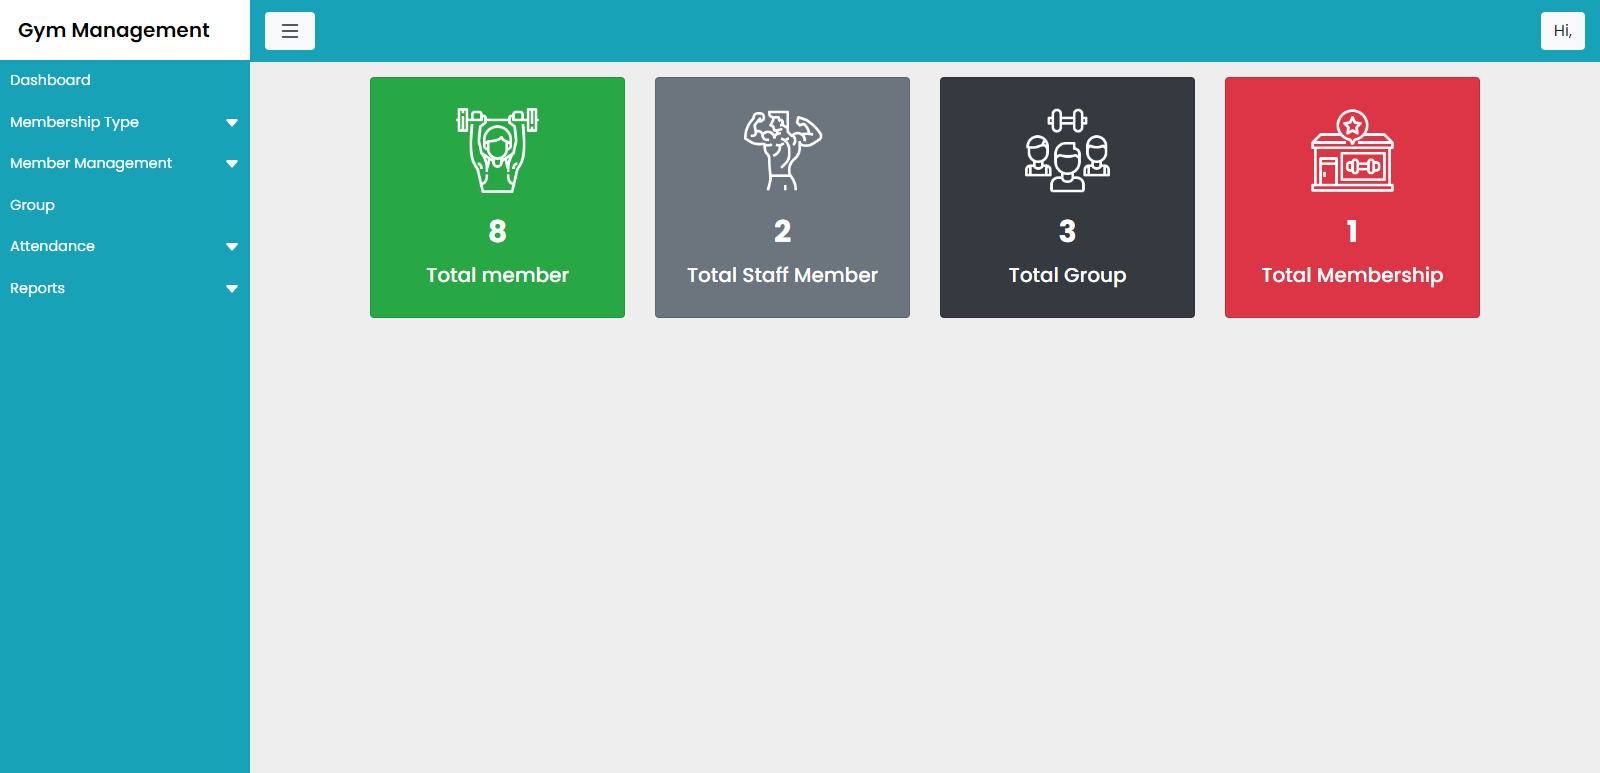 Gym Management
Hi,
Dashboard
Membership Type
Member Management
Group
Attendance
Reports
8
Total member
2
Total Staff Member
3
Total Group
1
Total Membership